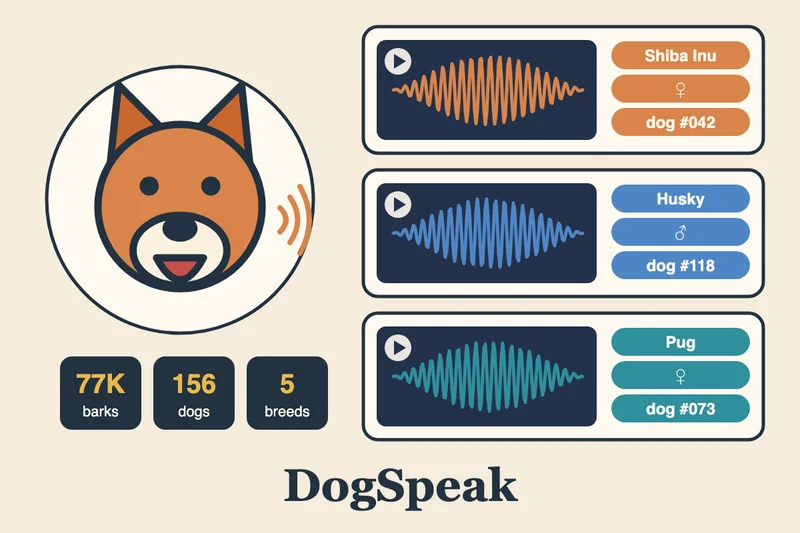 Shiba Inu
♀
dog #042
Husky
♂
dog #118
Pug
♀
dog #073
77K
barks
156
dogs
5
breeds
DogSpeak